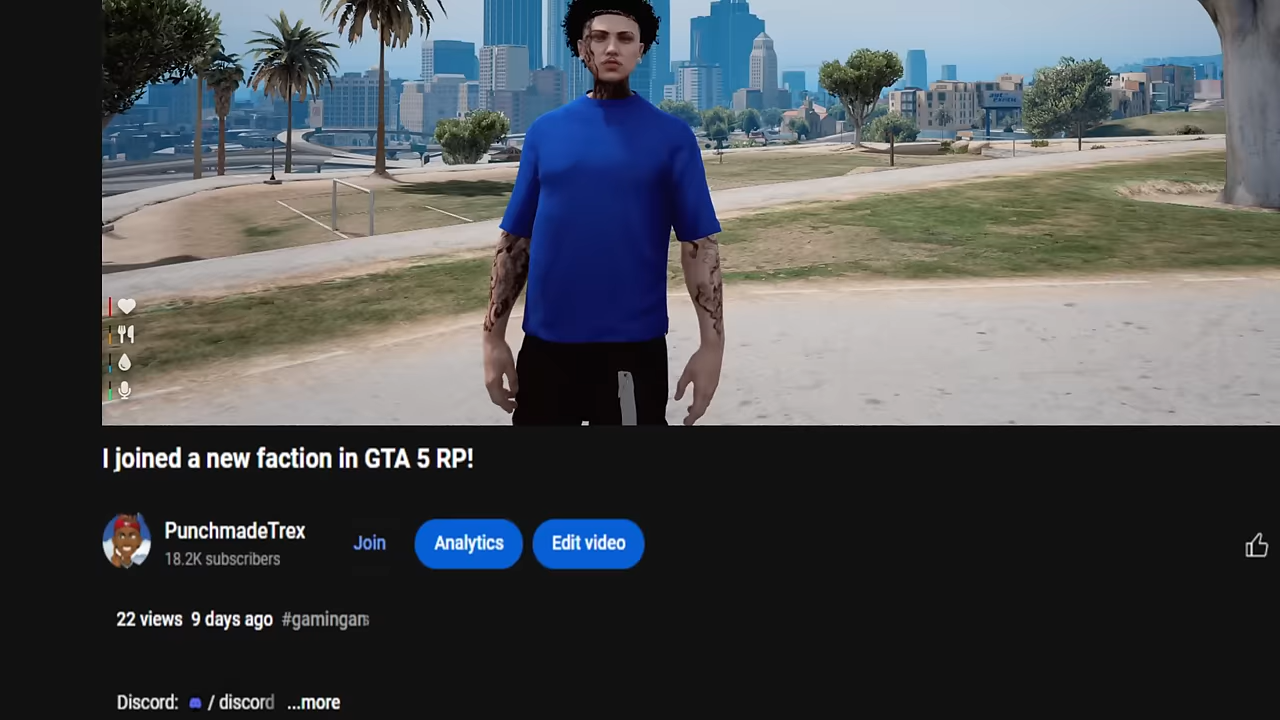 I joined a new faction in GTA 5 RP!
PunchmadeTrex
18.2K subscribers
Join
Analytics
Edit video
22 views 9 days ago
Discord: / discord ...more